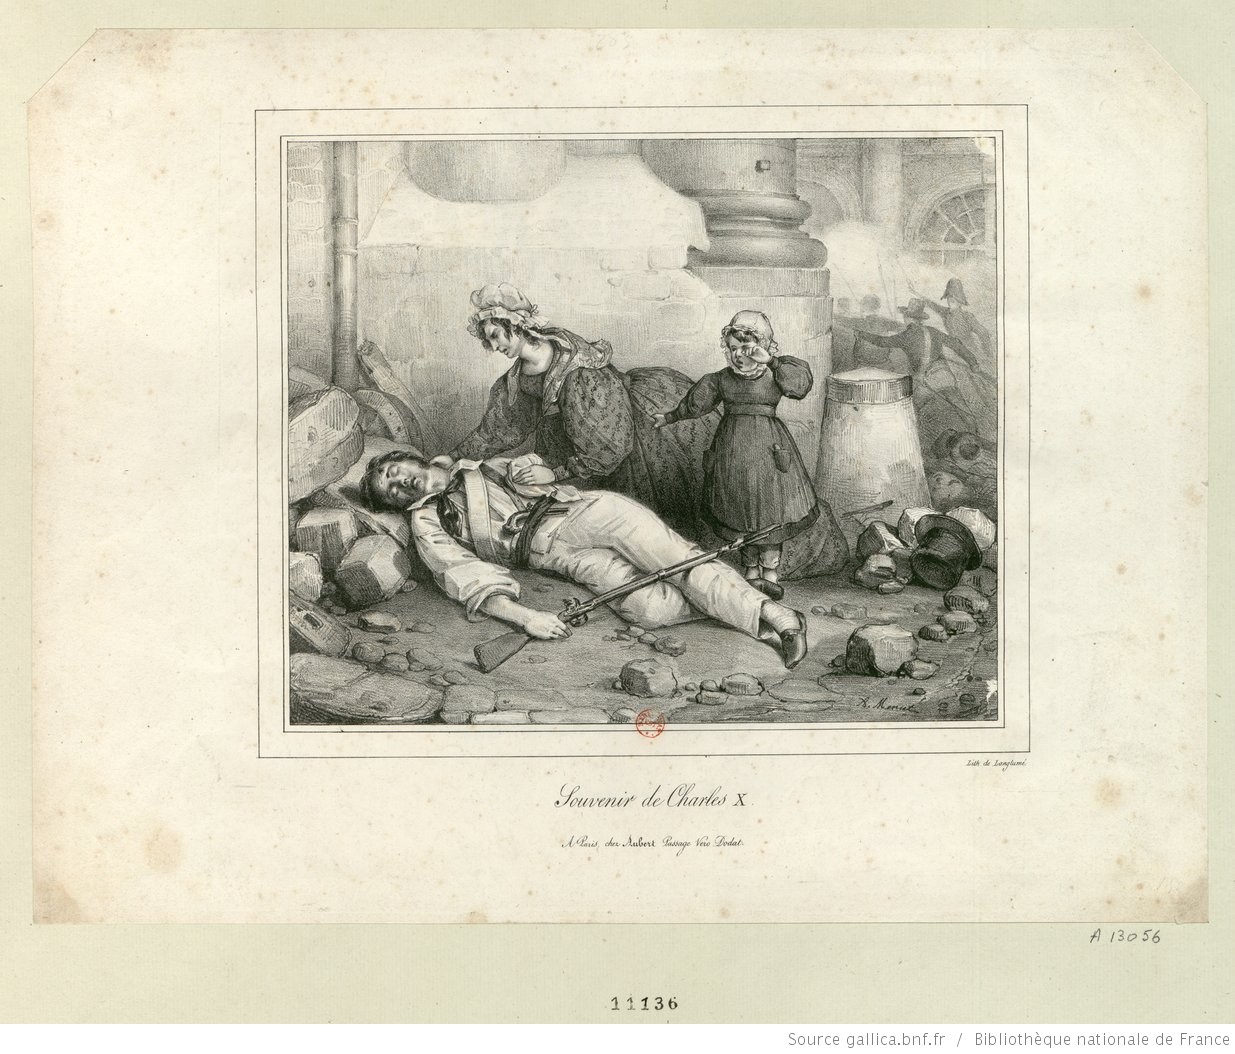 Lith. de Langlumé.
Souvenir de Charles X.
A Paris, chez Aubert Passage Vero Dodat.
A 13056
11136
Source gallica.bnf.fr / Bibliothèque nationale de France